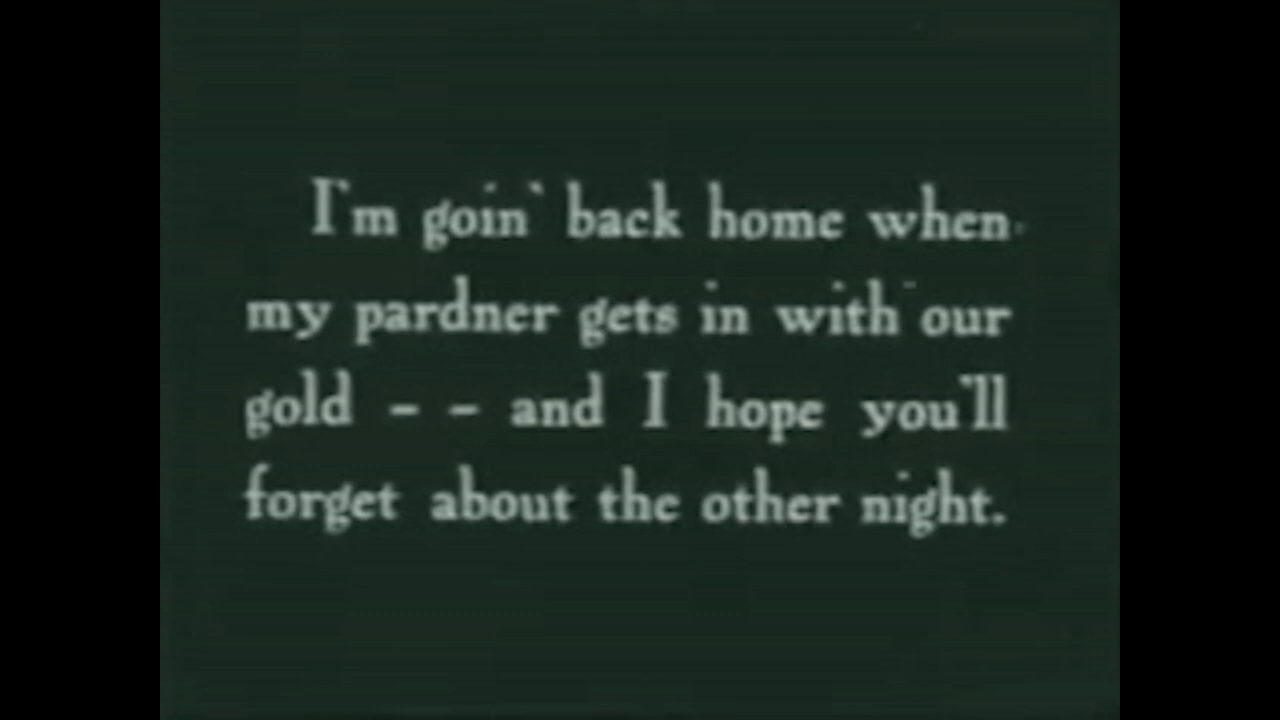 I'm goin' back home when
my pardner gets in with our
gold -- and I hope you'll
forget about the other night.